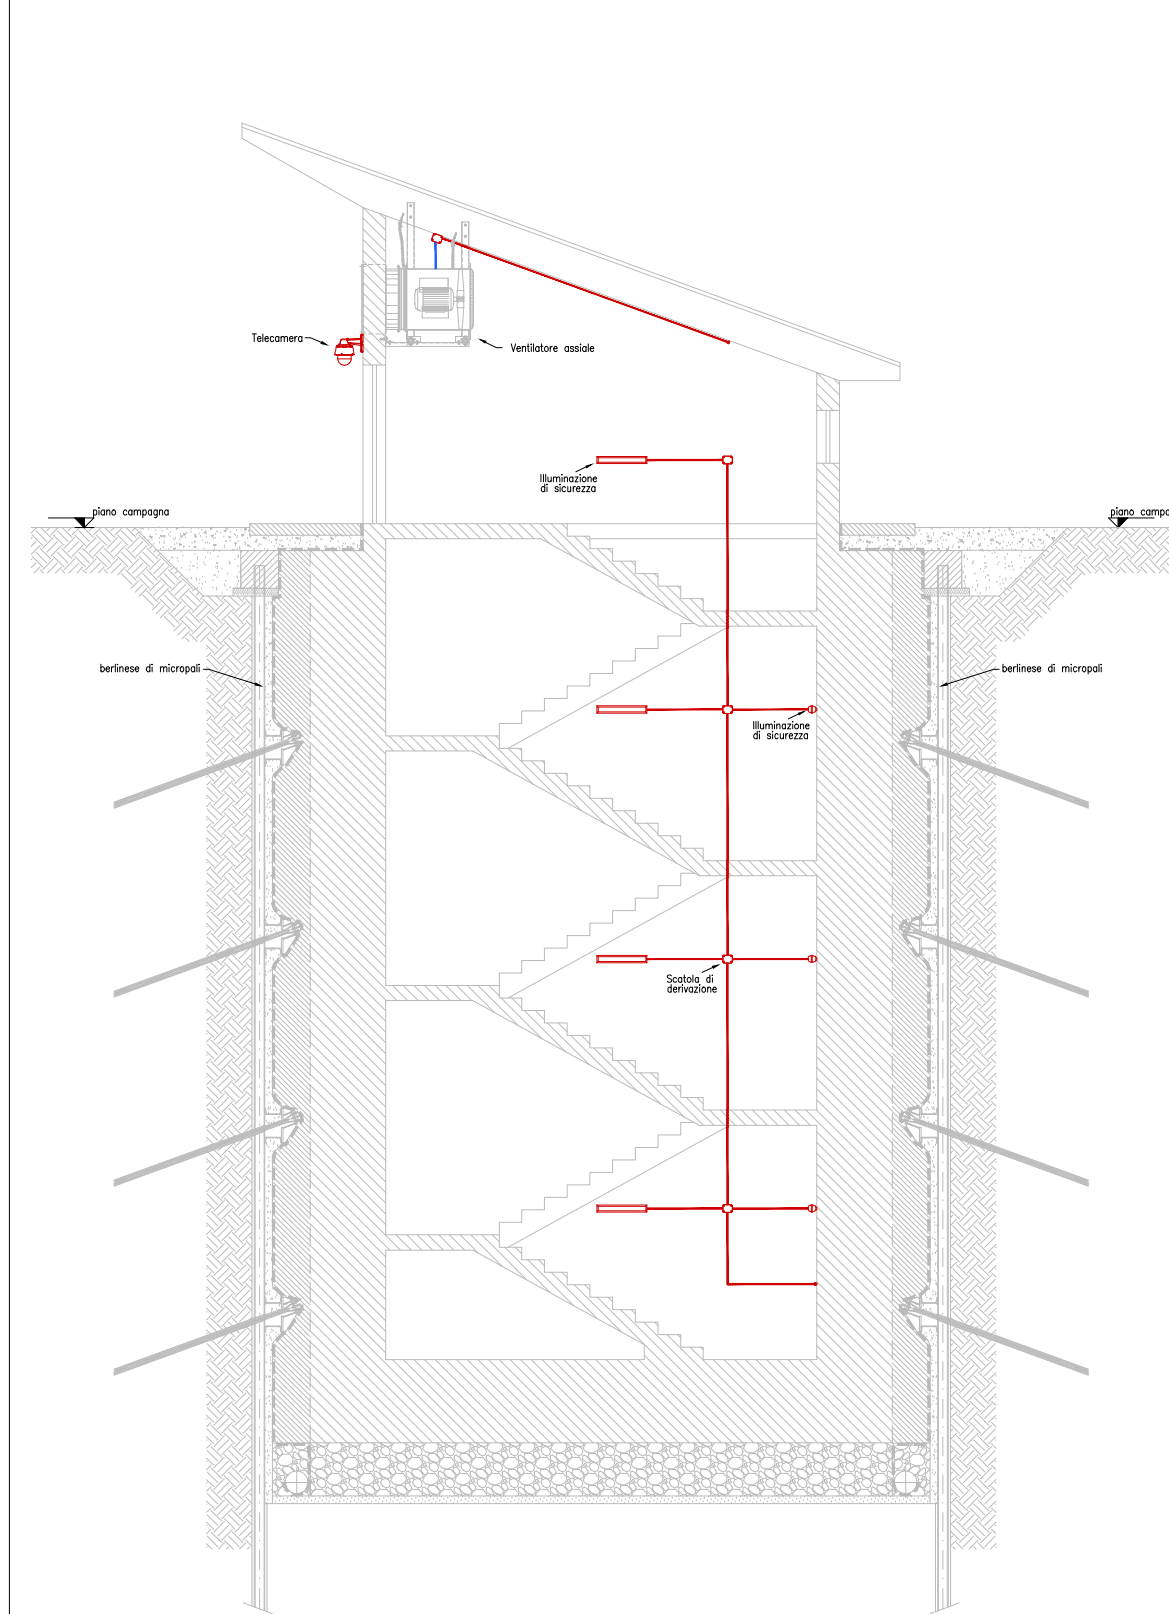 Telecamera
Ventilatore assiale
Illuminazione
di sicurezza
piano campagna
piano campa
berlinese di micropali
berlinese di micropali
Illuminazione
di sicurezza
Scatola di
derivazione